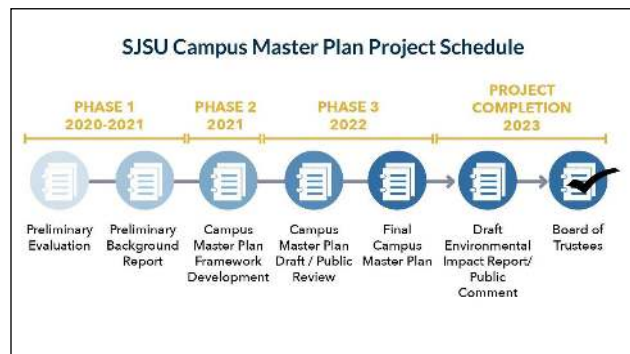 SJSU Campus Master Plan Project Schedule
PHASE 1
2020-2021
PHASE 2
2021
PHASE 3
2022
PROJECT
COMPLETION
2023
Preliminary
Evaluation
Preliminary
Background
Report
Campus
Master Plan
Framework
Development
Campus
Master Plan
Draft / Public
Review
Final
Campus
Master Plan
Draft
Environmental
Impact Report/
Public
Comment
Board of
Trustees